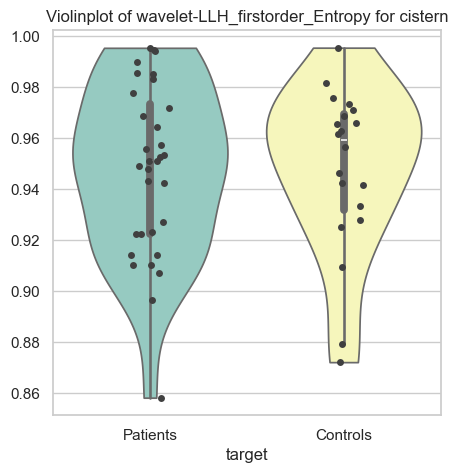 Violinplot of wavelet-LLH_firstorder_Entropy for cistern
1.00
0.98
0.96
0.94
0.92
0.90
0.88
0.86
Patients Controls
target